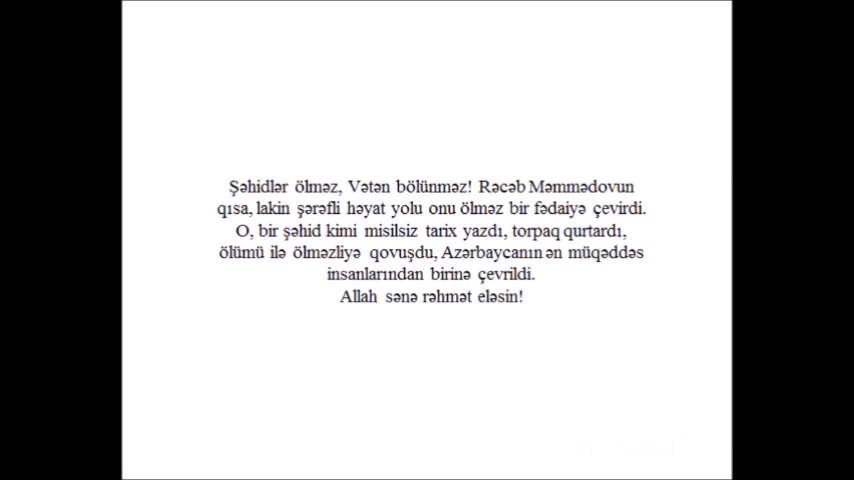 Şəhidlər ölməz, Vətən bölünməz! Rəcəb Məmmədovun
qısa, lakin şərəfli həyat yolu onu ölməz bir fədaiyə çevirdi.
O, bir şəhid kimi misilsiz tarix yazdı, torpaq qurtardı,
ölümü ilə ölməzliyə qovuşdu, Azərbaycanın ən müqəddəs
insanlarından birinə çevrildi.
Allah sənə rəhmət eləsin!